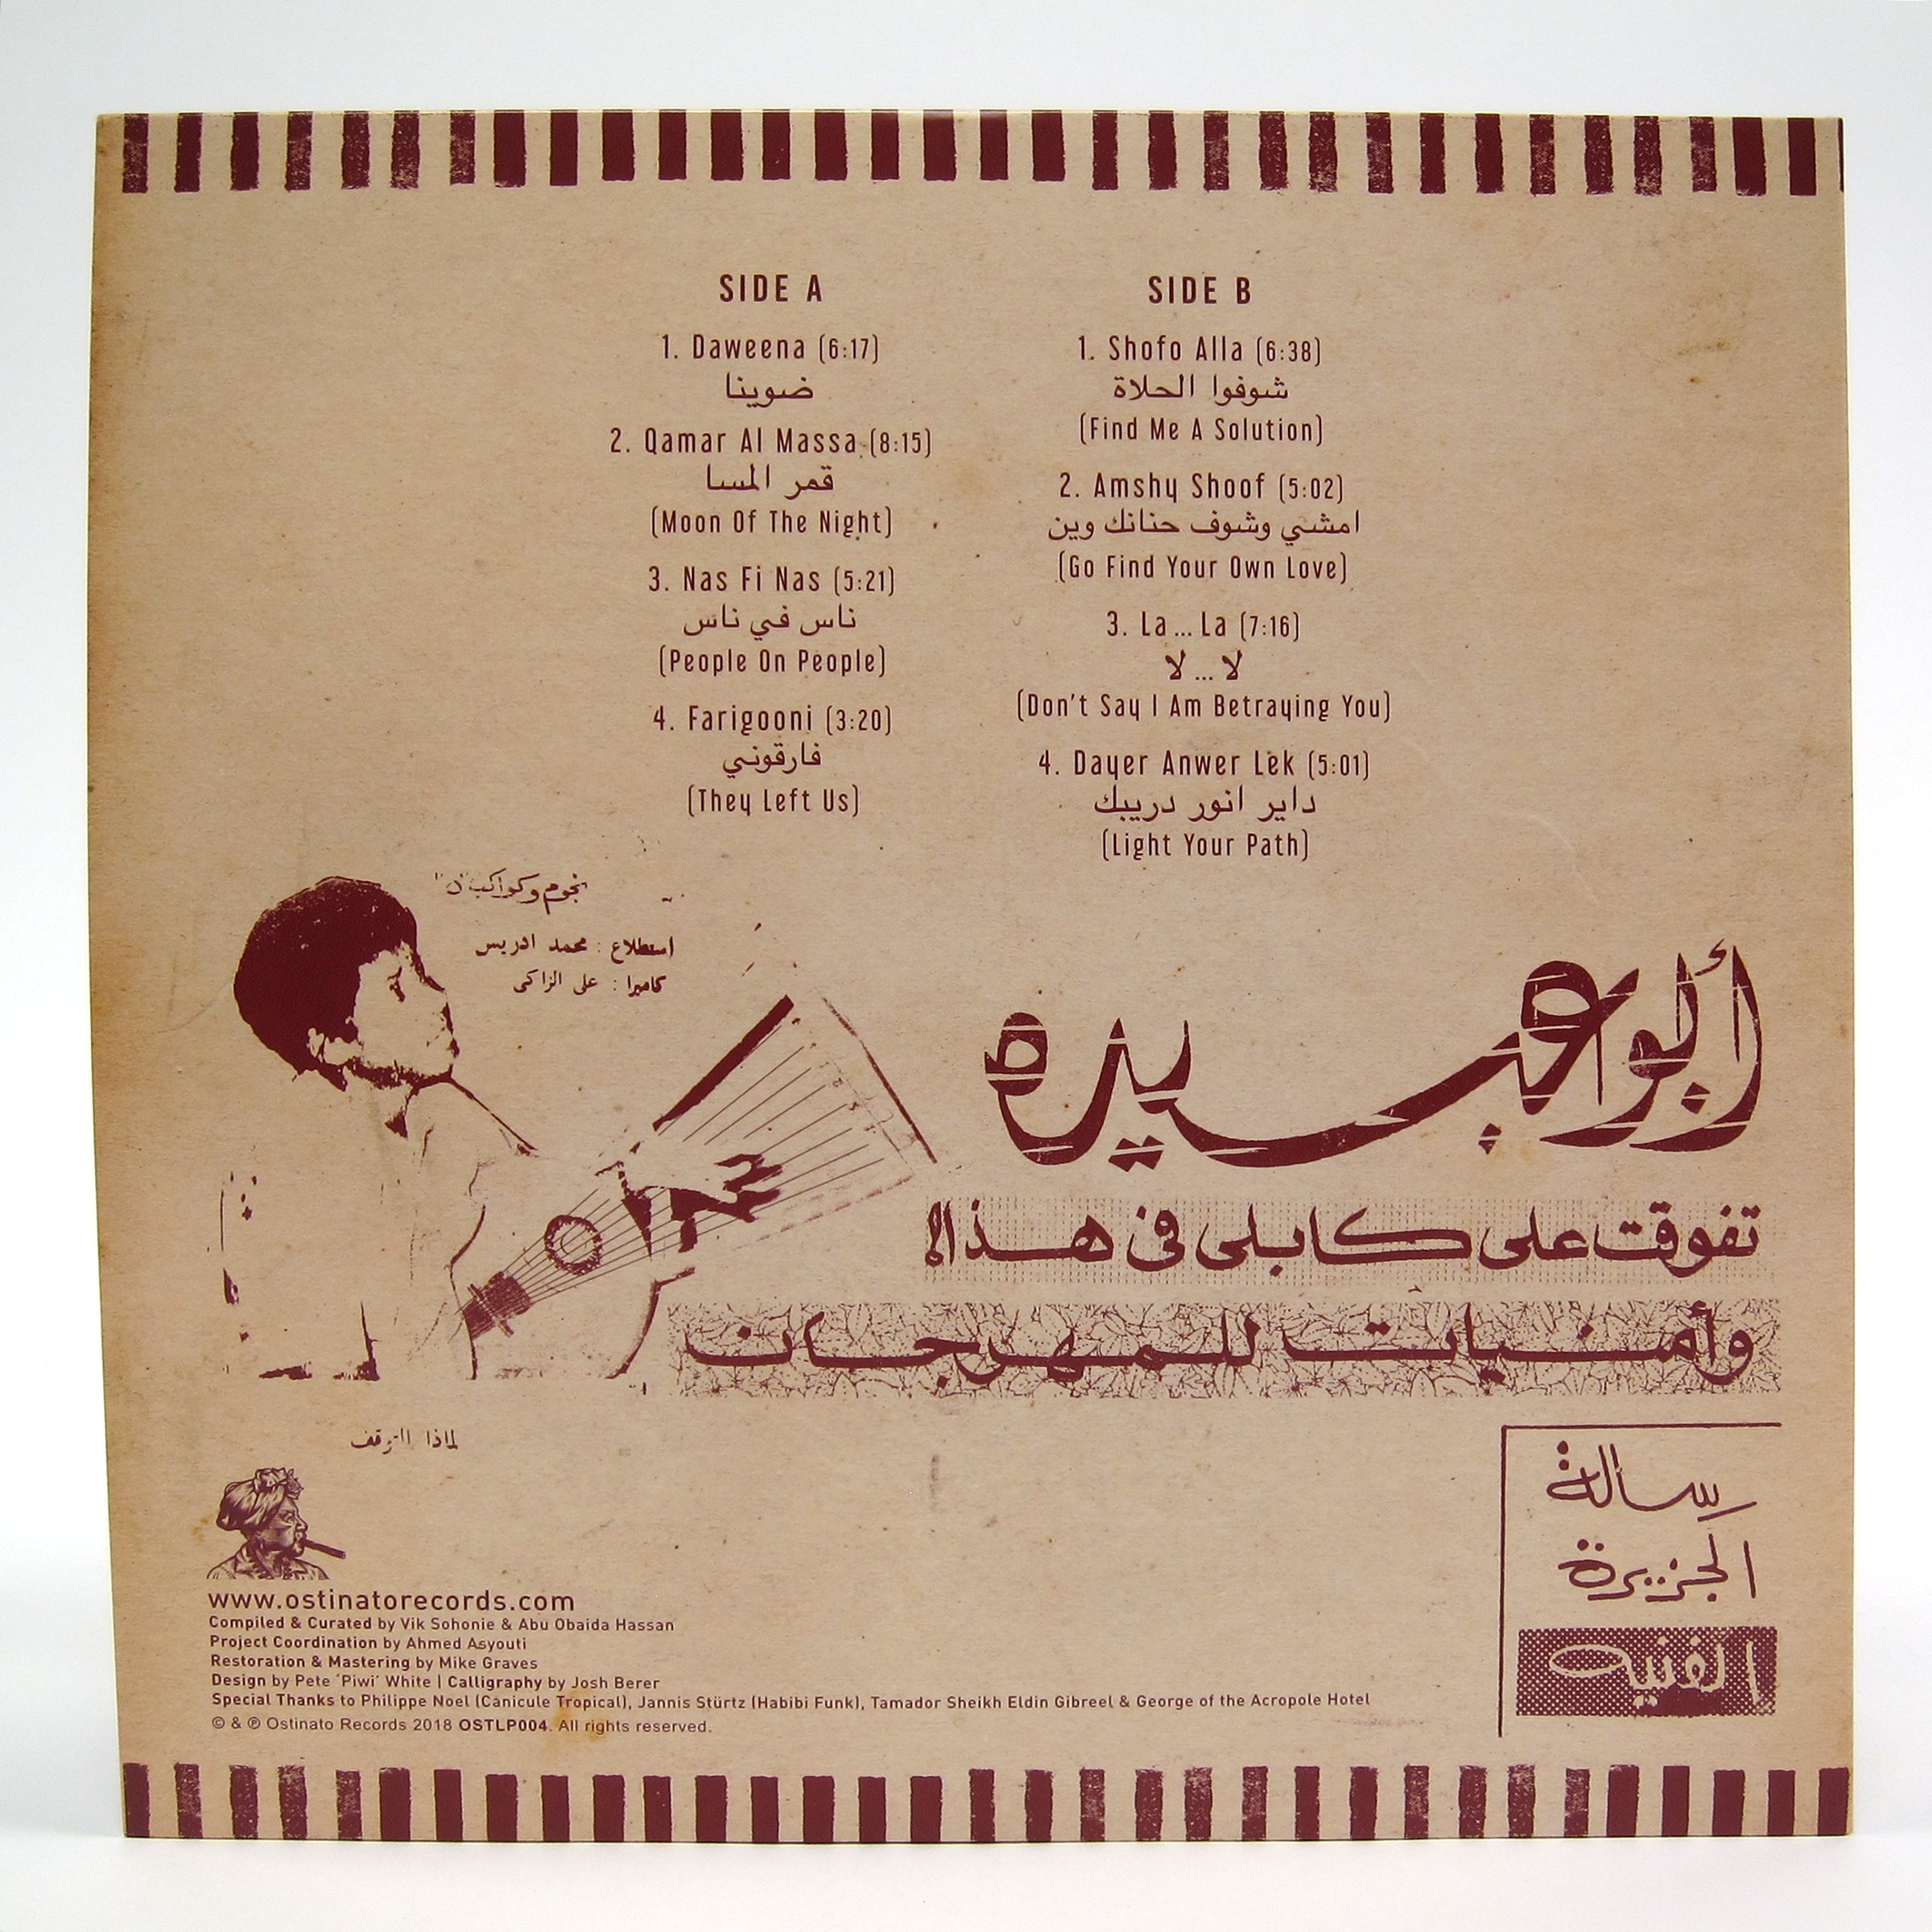 SIDE A
1. Daweena (6:17)
ضوينا
2. Qamar Al Massa (8:15)
قمر المسا
(Moon Of The Night)
3. Nas Fi Nas (5:21)
ناس في ناس
(People On People)
4. Farigooni (3:20)
فارقوني
(They Left Us)
SIDE B
1. Shofo Alla (6:38)
شوفوا الحلاة
(Find Me A Solution)
2. Amshy Shoof (5:02)
امشي وشوف حنانك وين
(Go Find Your Own Love)
3. La... La (7:16)
لا... لا
(Don't Say I Am Betraying You)
4. Dayer Anwer Lek (5:01)
داير انور دريبك
(Light Your Path)
نجوم وكواكب
استطلاع : محمد ادريس
كاميرا : على الزاكى
أبو عبيده
تفوقت على كابلى فى هذا
وأمنيات للمهرجان
لماذا التوقف
رسالة
الجزيرة
الفنية
www.ostinatorecords.com
Compiled & Curated by Vik Sohonie & Abu Obaida Hassan
Project Coordination by Ahmed Asyouti
Restoration & Mastering by Mike Graves
Design by Pete 'Piwi' White | Calligraphy by Josh Berer
Special Thanks to Philippe Noel (Canicule Tropical), Jannis Stürtz (Habibi Funk), Tamador Sheikh Eldin Gibreel & George of the Acropole Hotel
© & ℗ Ostinato Records 2018 OSTLP004. All rights reserved.